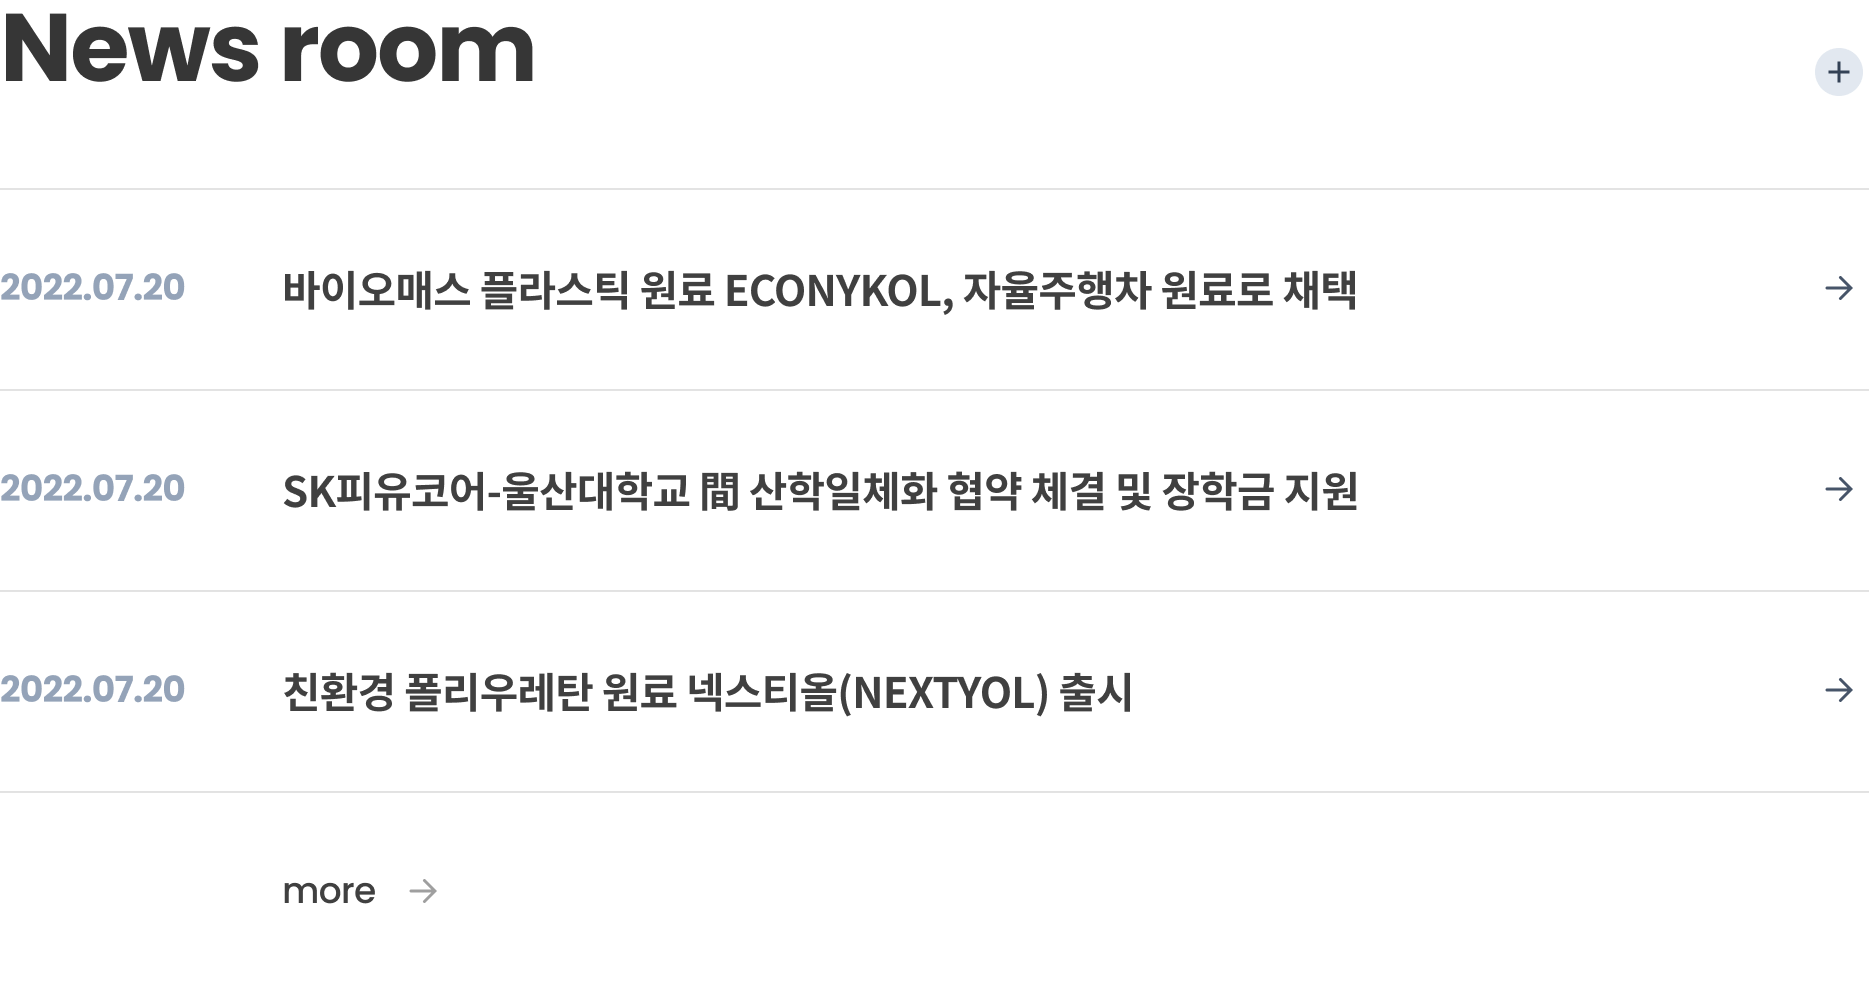 News room
2022.07.20 바이오매스 플라스틱 원료 ECONYKOL, 자율주행차 원료로 채택
2022.07.20 SK피유코어-울산대학교 間 산학일체화 협약 체결 및 장학금 지원
2022.07.20 친환경 폴리우레탄 원료 넥스티올(NEXTYOL) 출시
more